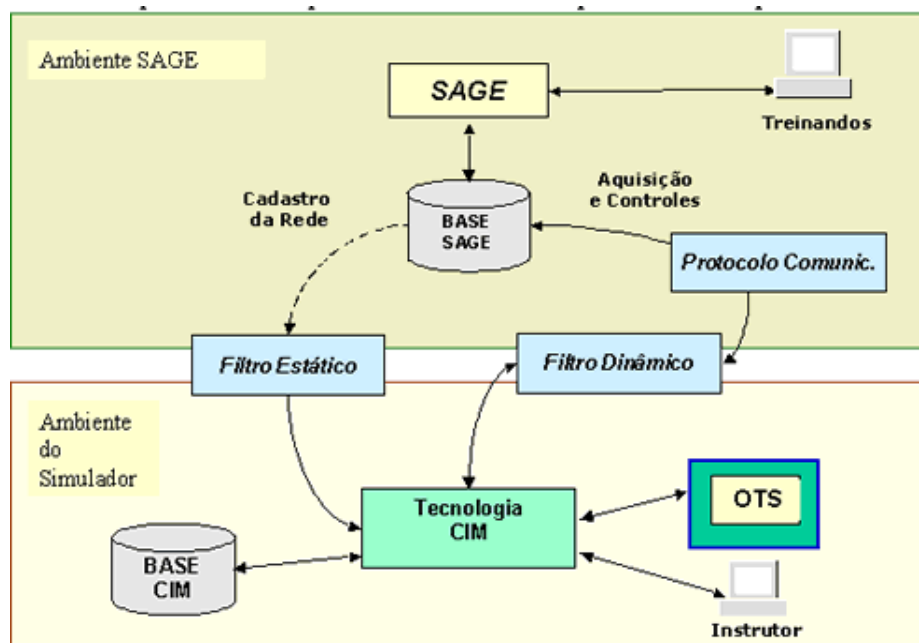 Ambiente SAGE
SAGE
Treinandos
Cadastro
da Rede
Aquisição
e Controles
BASE
SAGE
Protocolo Comunic.
Filtro Estático
Filtro Dinâmico
Ambiente
do
Simulador
Tecnologia
CIM
OTS
BASE
CIM
Instrutor